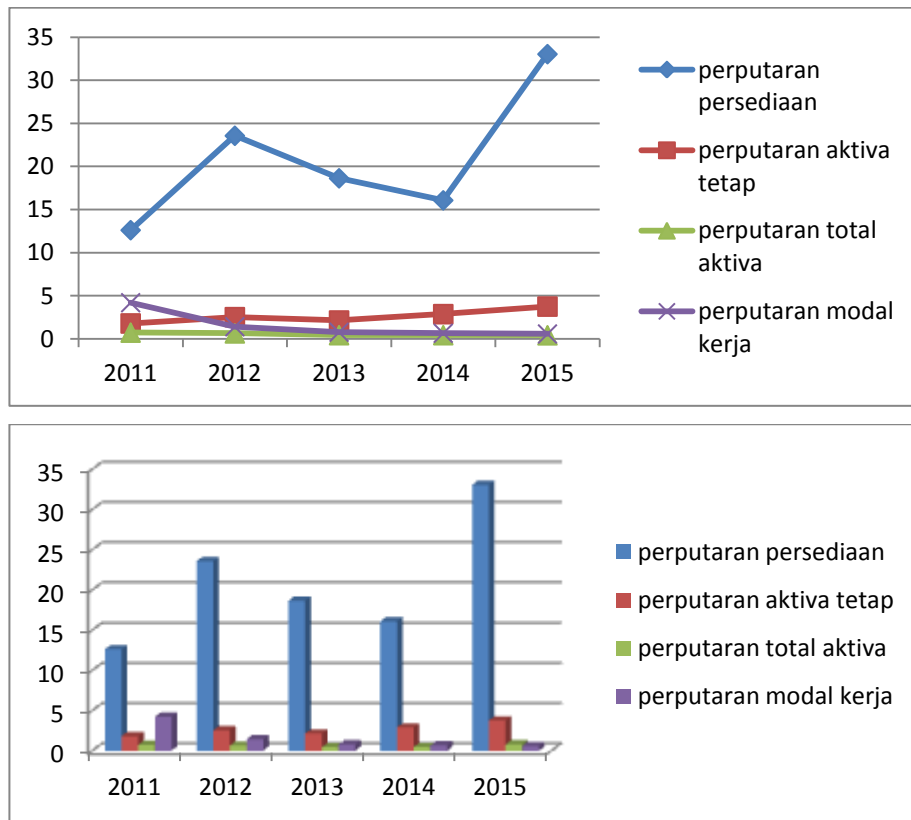 35
30
25
20
15
10
5
0
2011 2012 2013 2014 2015
perputaran
persediaan
perputaran aktiva
tetap
perputaran total
aktiva
perputaran modal
kerja
35
30
25
20
15
10
5
0
2011 2012 2013 2014 2015
perputaran persediaan
perputaran aktiva tetap
perputaran total aktiva
perputaran modal kerja